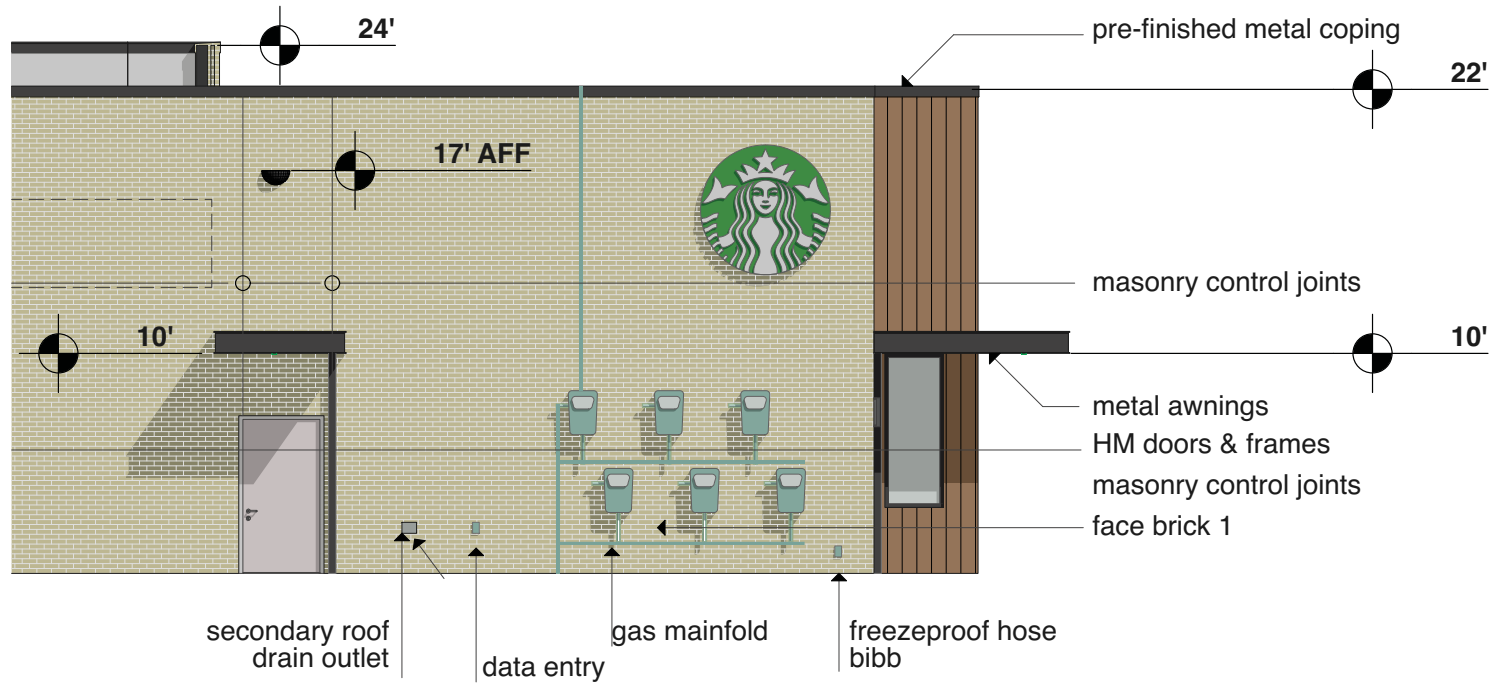 24'
pre-finished metal coping
22'
17' AFF
masonry control joints
10'
10'
metal awnings
HM doors & frames
masonry control joints
face brick 1
secondary roof
drain outlet
data entry
gas mainfold
freezeproof hose
bibb